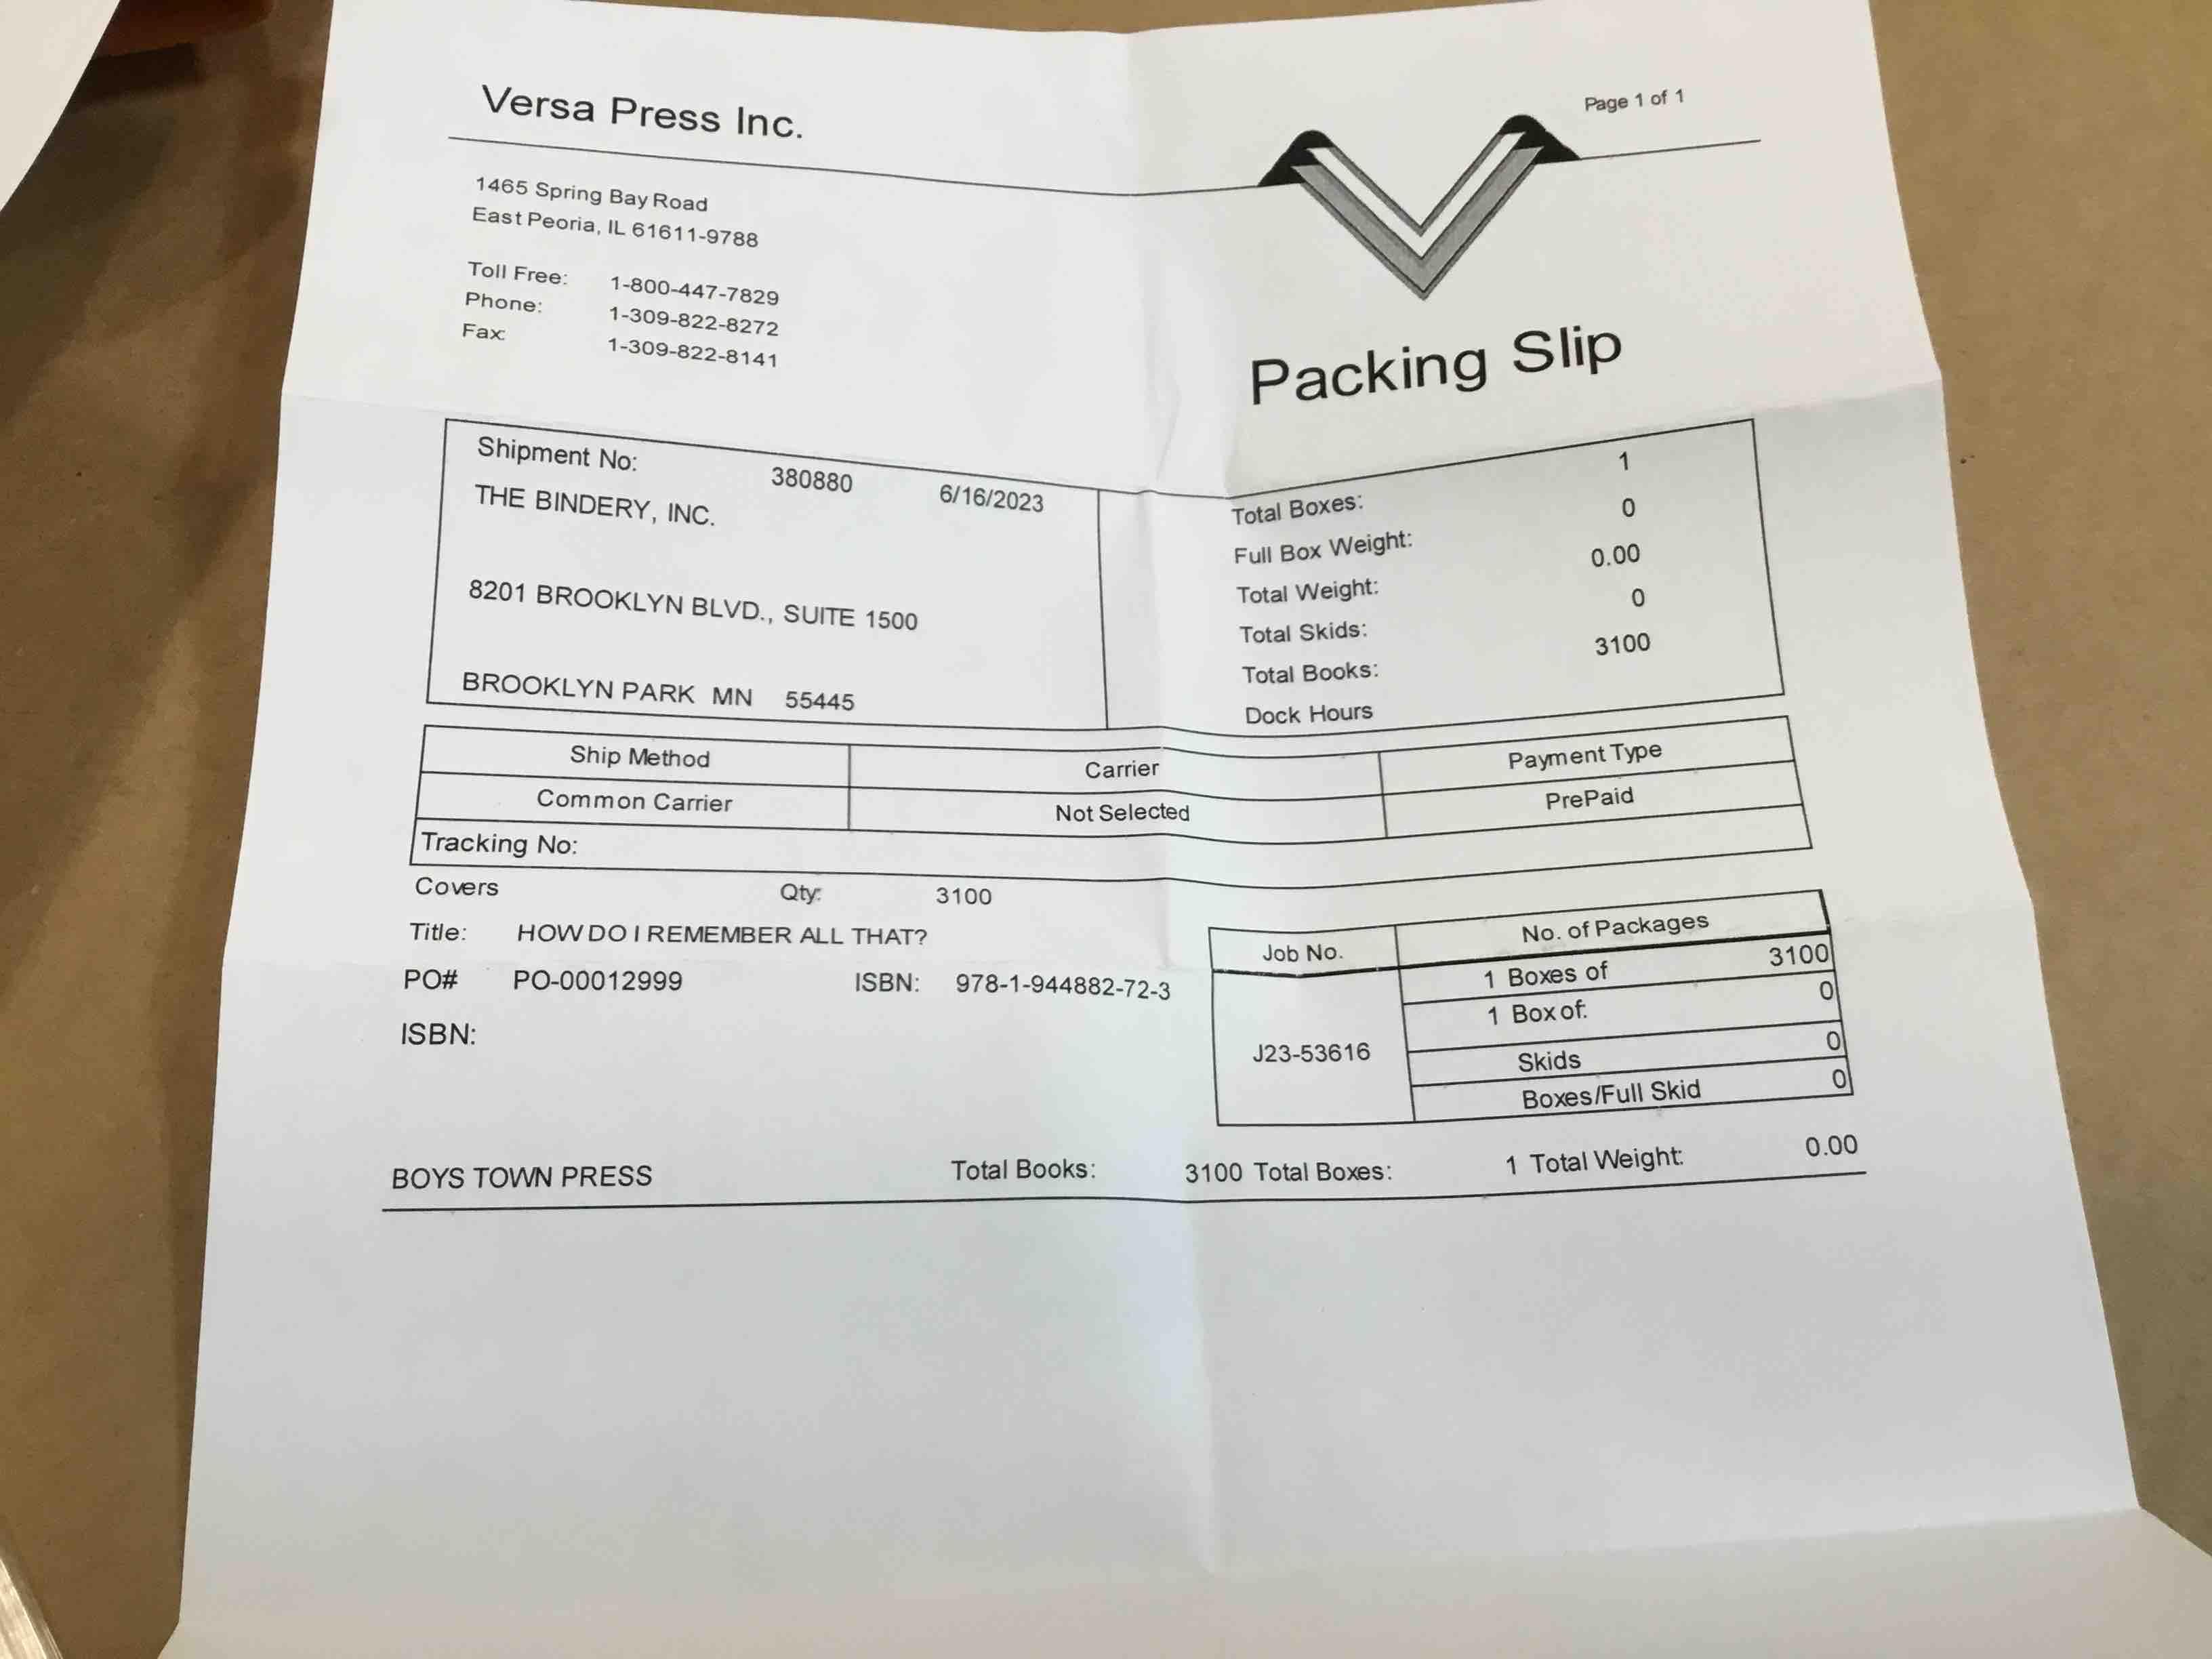 Versa Press Inc.
Page 1 of 1
1465 Spring Bay Road
East Peoria, IL 61611-9788
Toll Free: 1-800-447-7829
Phone: 1-309-822-8272
Fax: 1-309-822-8141
Packing Slip
Shipment No: 380880 6/16/2023
THE BINDERY, INC.
8201 BROOKLYN BLVD., SUITE 1500
BROOKLYN PARK MN 55445
Total Boxes: 1
Full Box Weight: 0
Total Weight: 0.00
Total Skids: 0
Total Books: 3100
Dock Hours
Ship Method Carrier Payment Type
Common Carrier Not Selected PrePaid
Tracking No:
Covers Qty: 3100
Title: HOW DO I REMEMBER ALL THAT?
PO# PO-00012999 ISBN: 978-1-944882-72-3
ISBN:
Job No. No. of Packages
J23-53616
1 Boxes of 3100
1 Box of: 0
Skids 0
Boxes/Full Skid 0
BOYS TOWN PRESS Total Books: 3100 Total Boxes: 1 Total Weight: 0.00